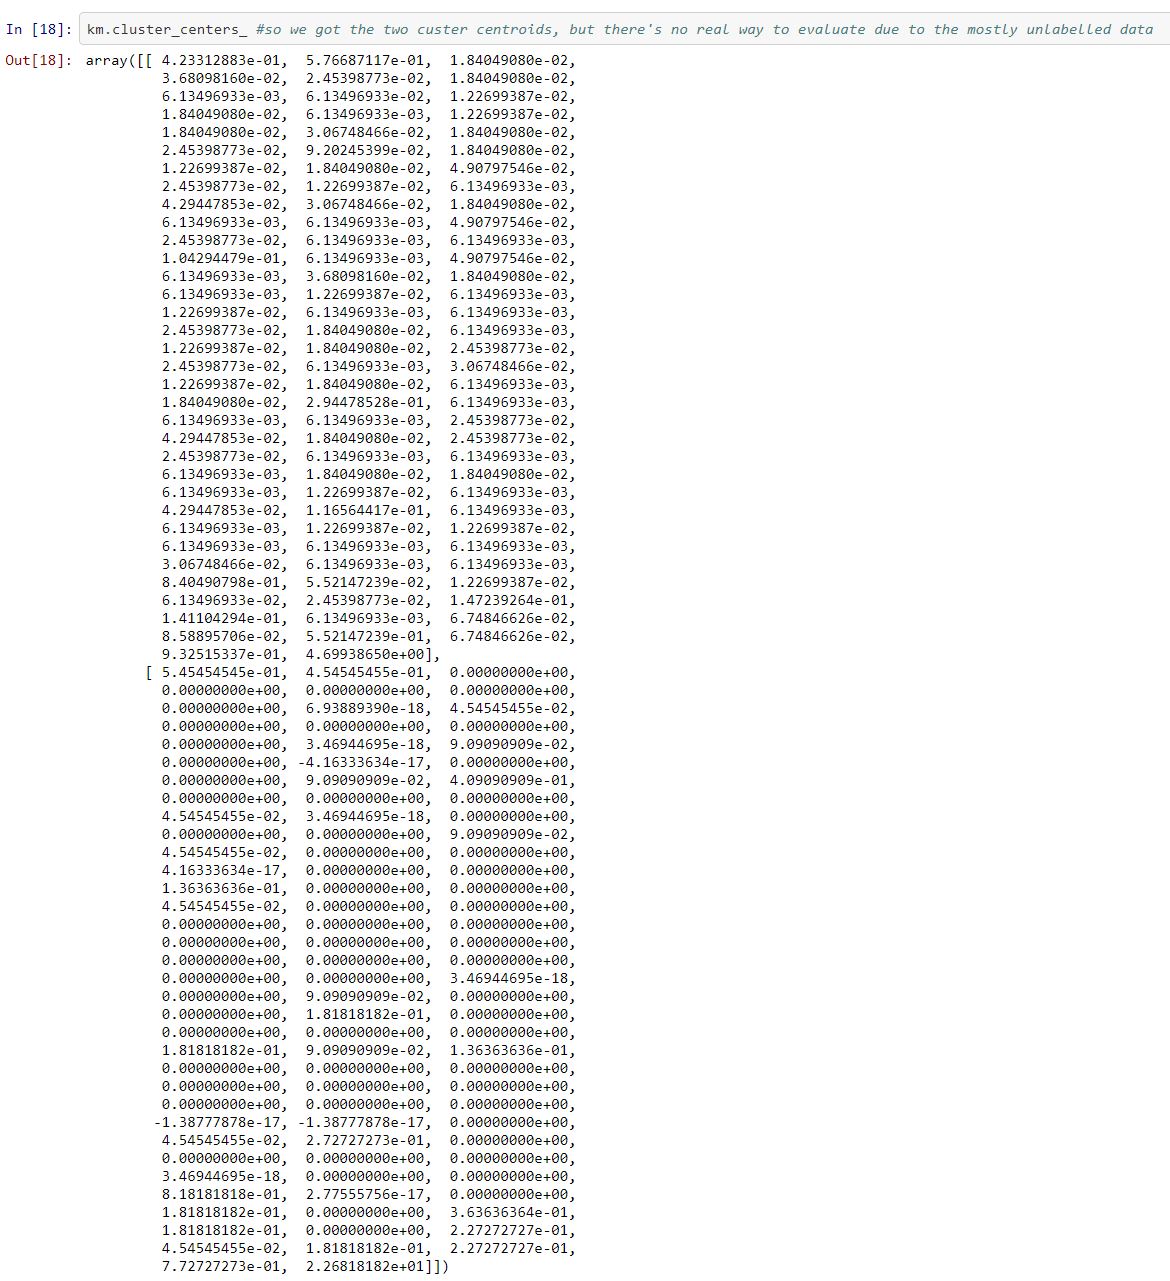 In [18]: km.cluster_centers_ #so we got the two custer centroids, but there's no real way to evaluate due to the mostly unlabelled data
Out[18]: array([[ 4.23312883e-01, 5.76687117e-01, 1.84049080e-02,
3.68098160e-02, 2.45398773e-02, 1.84049080e-02,
6.13496933e-03, 6.13496933e-02, 1.22699387e-02,
1.84049080e-02, 6.13496933e-03, 1.22699387e-02,
1.84049080e-02, 3.06748466e-02, 1.84049080e-02,
2.45398773e-02, 9.20245399e-02, 1.84049080e-02,
1.22699387e-02, 1.84049080e-02, 4.90797546e-02,
2.45398773e-02, 1.22699387e-02, 6.13496933e-03,
4.29447853e-02, 3.06748466e-02, 1.84049080e-02,
6.13496933e-03, 6.13496933e-03, 4.90797546e-02,
2.45398773e-02, 6.13496933e-03, 6.13496933e-03,
1.04294479e-01, 6.13496933e-03, 4.90797546e-02,
6.13496933e-03, 3.68098160e-02, 1.84049080e-02,
6.13496933e-03, 1.22699387e-02, 6.13496933e-03,
1.22699387e-02, 6.13496933e-03, 6.13496933e-03,
2.45398773e-02, 1.84049080e-02, 6.13496933e-03,
1.22699387e-02, 1.84049080e-02, 2.45398773e-02,
2.45398773e-02, 6.13496933e-03, 3.06748466e-02,
1.22699387e-02, 1.84049080e-02, 6.13496933e-03,
1.84049080e-02, 2.94478528e-01, 6.13496933e-03,
6.13496933e-03, 6.13496933e-03, 2.45398773e-02,
4.29447853e-02, 1.84049080e-02, 2.45398773e-02,
2.45398773e-02, 6.13496933e-03, 6.13496933e-03,
6.13496933e-03, 1.84049080e-02, 1.84049080e-02,
6.13496933e-03, 1.22699387e-02, 6.13496933e-03,
4.29447853e-02, 1.16564417e-01, 6.13496933e-03,
6.13496933e-03, 1.22699387e-02, 1.22699387e-02,
6.13496933e-03, 6.13496933e-03, 6.13496933e-03,
3.06748466e-02, 6.13496933e-03, 6.13496933e-03,
8.40490798e-01, 5.52147239e-02, 1.22699387e-02,
6.13496933e-02, 2.45398773e-02, 1.47239264e-01,
1.41104294e-01, 6.13496933e-03, 6.74846626e-02,
8.58895706e-02, 5.52147239e-01, 6.74846626e-02,
9.32515337e-01, 4.69938650e+00],
[ 5.45454545e-01, 4.54545455e-01, 0.00000000e+00,
0.00000000e+00, 0.00000000e+00, 0.00000000e+00,
0.00000000e+00, 6.93889390e-18, 4.54545455e-02,
0.00000000e+00, 0.00000000e+00, 0.00000000e+00,
0.00000000e+00, 3.46944695e-18, 9.09090909e-02,
0.00000000e+00, -4.16333634e-17, 0.00000000e+00,
0.00000000e+00, 9.09090909e-02, 4.09090909e-01,
0.00000000e+00, 0.00000000e+00, 0.00000000e+00,
4.54545455e-02, 3.46944695e-18, 0.00000000e+00,
0.00000000e+00, 0.00000000e+00, 9.09090909e-02,
4.54545455e-02, 0.00000000e+00, 0.00000000e+00,
4.16333634e-17, 0.00000000e+00, 0.00000000e+00,
1.36363636e-01, 0.00000000e+00, 0.00000000e+00,
4.54545455e-02, 0.00000000e+00, 0.00000000e+00,
0.00000000e+00, 0.00000000e+00, 0.00000000e+00,
0.00000000e+00, 0.00000000e+00, 0.00000000e+00,
0.00000000e+00, 0.00000000e+00, 0.00000000e+00,
0.00000000e+00, 0.00000000e+00, 3.46944695e-18,
0.00000000e+00, 9.09090909e-02, 0.00000000e+00,
0.00000000e+00, 1.81818182e-01, 0.00000000e+00,
0.00000000e+00, 0.00000000e+00, 0.00000000e+00,
1.81818182e-01, 9.09090909e-02, 1.36363636e-01,
0.00000000e+00, 0.00000000e+00, 0.00000000e+00,
0.00000000e+00, 0.00000000e+00, 0.00000000e+00,
0.00000000e+00, 0.00000000e+00, 0.00000000e+00,
-1.38777878e-17, -1.38777878e-17, 0.00000000e+00,
4.54545455e-02, 2.72727273e-01, 0.00000000e+00,
0.00000000e+00, 0.00000000e+00, 0.00000000e+00,
3.46944695e-18, 0.00000000e+00, 0.00000000e+00,
8.18181818e-01, 2.77555756e-17, 0.00000000e+00,
1.81818182e-01, 0.00000000e+00, 3.63636364e-01,
1.81818182e-01, 0.00000000e+00, 2.27272727e-01,
4.54545455e-02, 1.81818182e-01, 2.27272727e-01,
7.72727273e-01, 2.26818182e+01]])